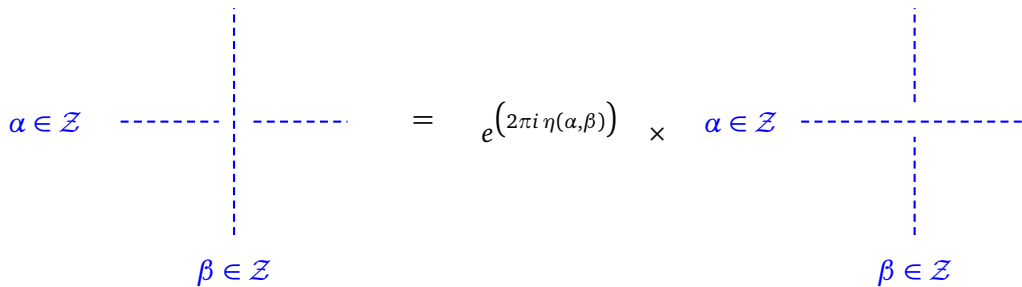 α ∈ 𝒵 = e^(2πi η(α,β)) × α ∈ 𝒵
β ∈ 𝒵 β ∈ 𝒵